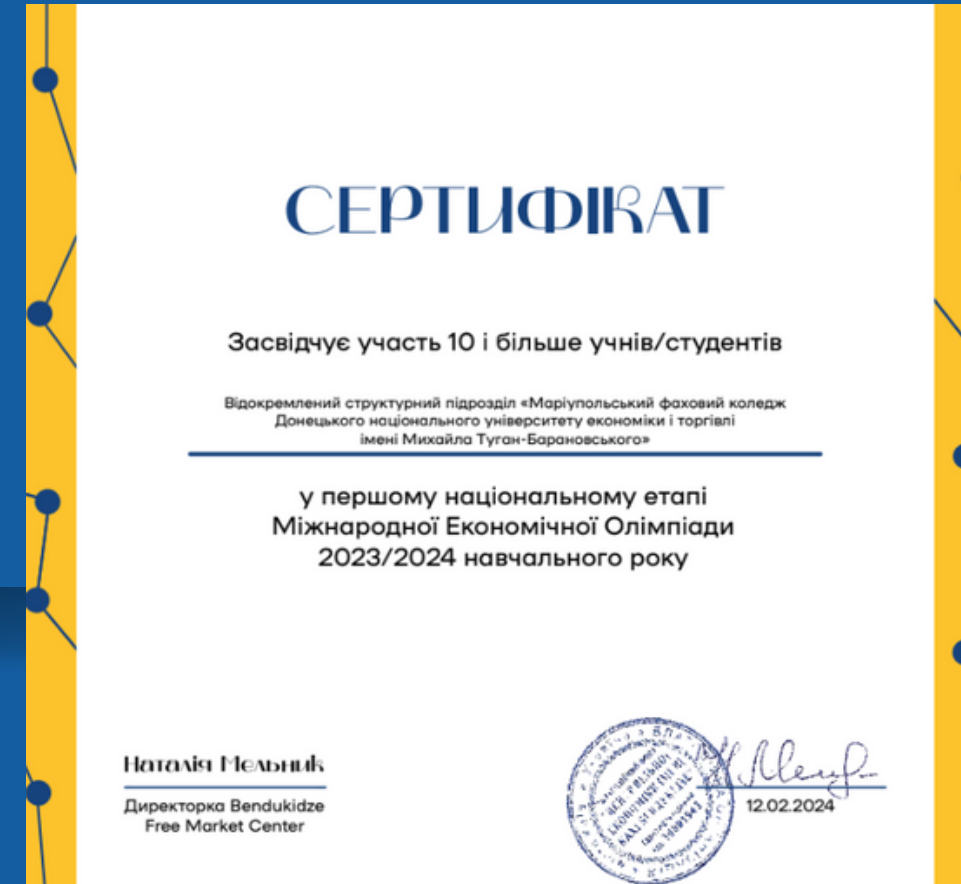 СЕРТИФІКАТ
Засвідчує участь 10 і більше учнів/студентів
Відокремлений структурний підрозділ «Маріупольський фаховий коледж
Донецького національного університету економіки і торгівлі
імені Михайла Туган-Барановського»
у першому національному етапі
Міжнародної Економічної Олімпіади
2023/2024 навчального року
Наталія Мельник
Директорка Bendukidze
Free Market Center
12.02.2024